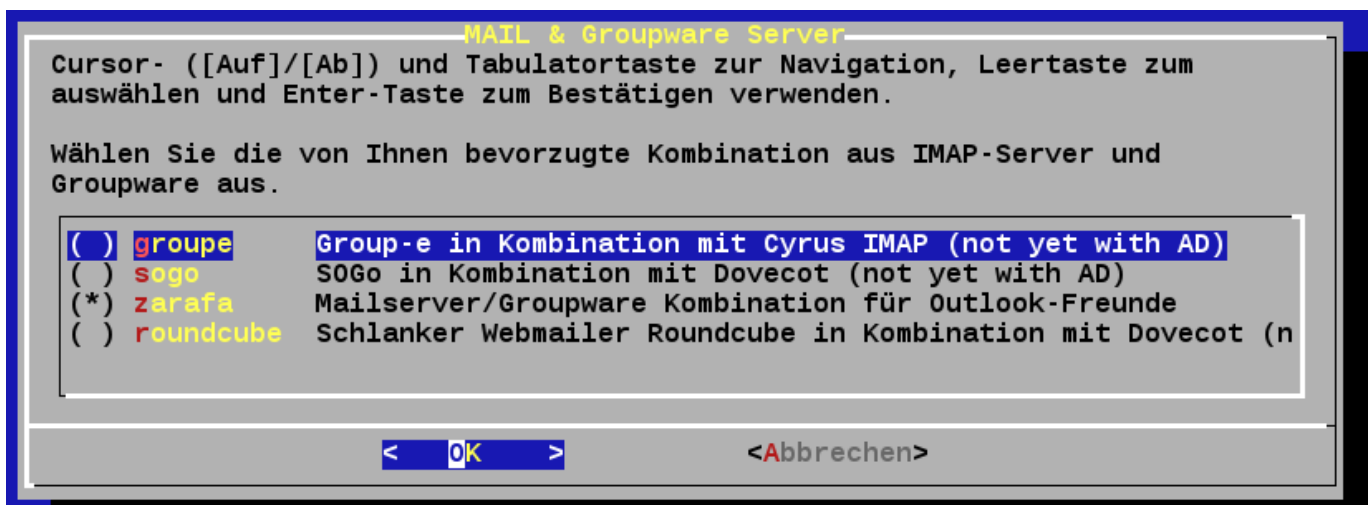 MAIL & Groupware Server
Cursor- ([Auf]/[Ab]) und Tabulatortaste zur Navigation, Leertaste zum
auswählen und Enter-Taste zum Bestätigen verwenden.
Wählen Sie die von Ihnen bevorzugte Kombination aus IMAP-Server und
Groupware aus.
( ) groupe Group-e in Kombination mit Cyrus IMAP (not yet with AD)
( ) sogo SOGo in Kombination mit Dovecot (not yet with AD)
(*) zarafa Mailserver/Groupware Kombination für Outlook-Freunde
( ) roundcube Schlanker Webmailer Roundcube in Kombination mit Dovecot (n
< OK > <Abbrechen>